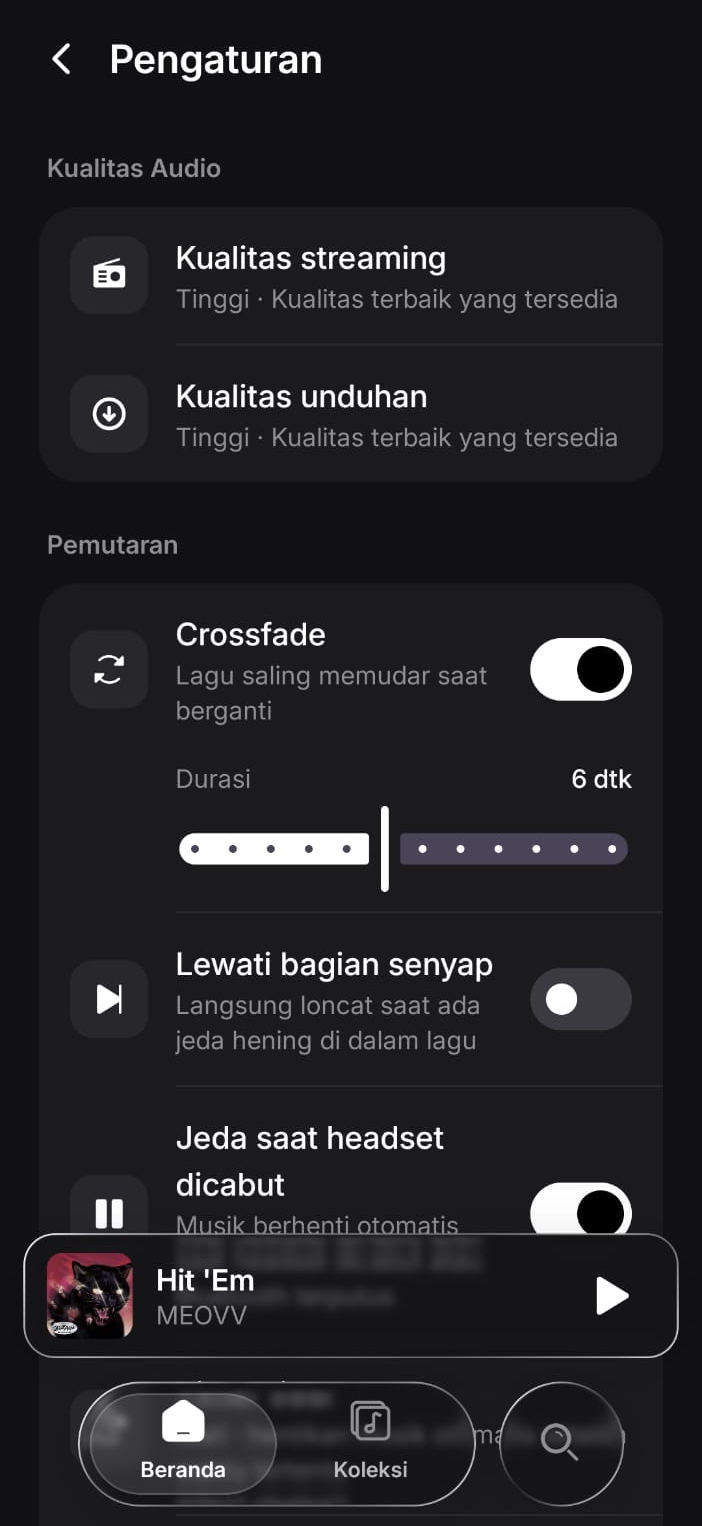 Pengaturan
Kualitas Audio
Kualitas streaming
Tinggi · Kualitas terbaik yang tersedia
Kualitas unduhan
Tinggi · Kualitas terbaik yang tersedia
Pemutaran
Crossfade
Lagu saling memudar saat
berganti
Durasi
6 dtk
Lewati bagian senyap
Langsung loncat saat ada
jeda hening di dalam lagu
Jeda saat headset
dicabut
Musik berhenti otomatis
Hit 'Em
MEOVV
Beranda
Koleksi